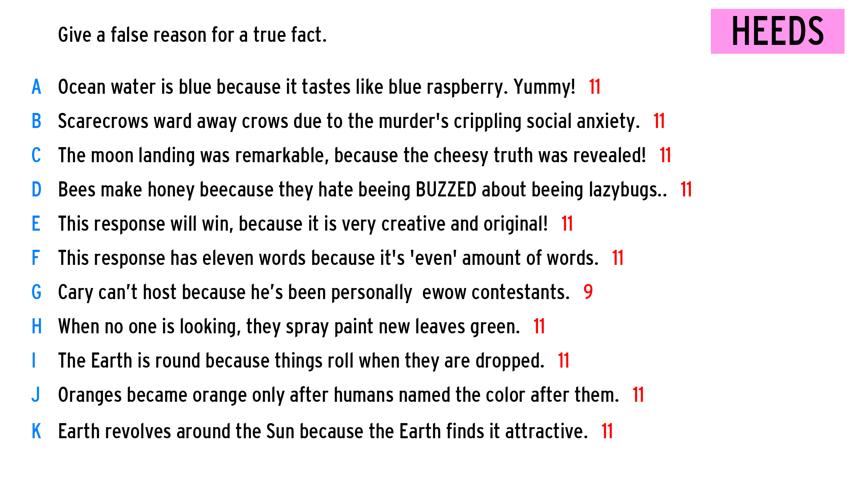 Give a false reason for a true fact.
HEEDS
A Ocean water is blue because it tastes like blue raspberry. Yummy! 11
B Scarecrows ward away crows due to the murder's crippling social anxiety. 11
C The moon landing was remarkable, because the cheesy truth was revealed! 11
D Bees make honey beecause they hate beeing BUZZED about beeing lazybugs.. 11
E This response will win, because it is very creative and original! 11
F This response has eleven words because it's 'even' amount of words. 11
G Cary can’t host because he’s been personally  ewow contestants. 9
H When no one is looking, they spray paint new leaves green. 11
I The Earth is round because things roll when they are dropped. 11
J Oranges became orange only after humans named the color after them. 11
K Earth revolves around the Sun because the Earth finds it attractive. 11